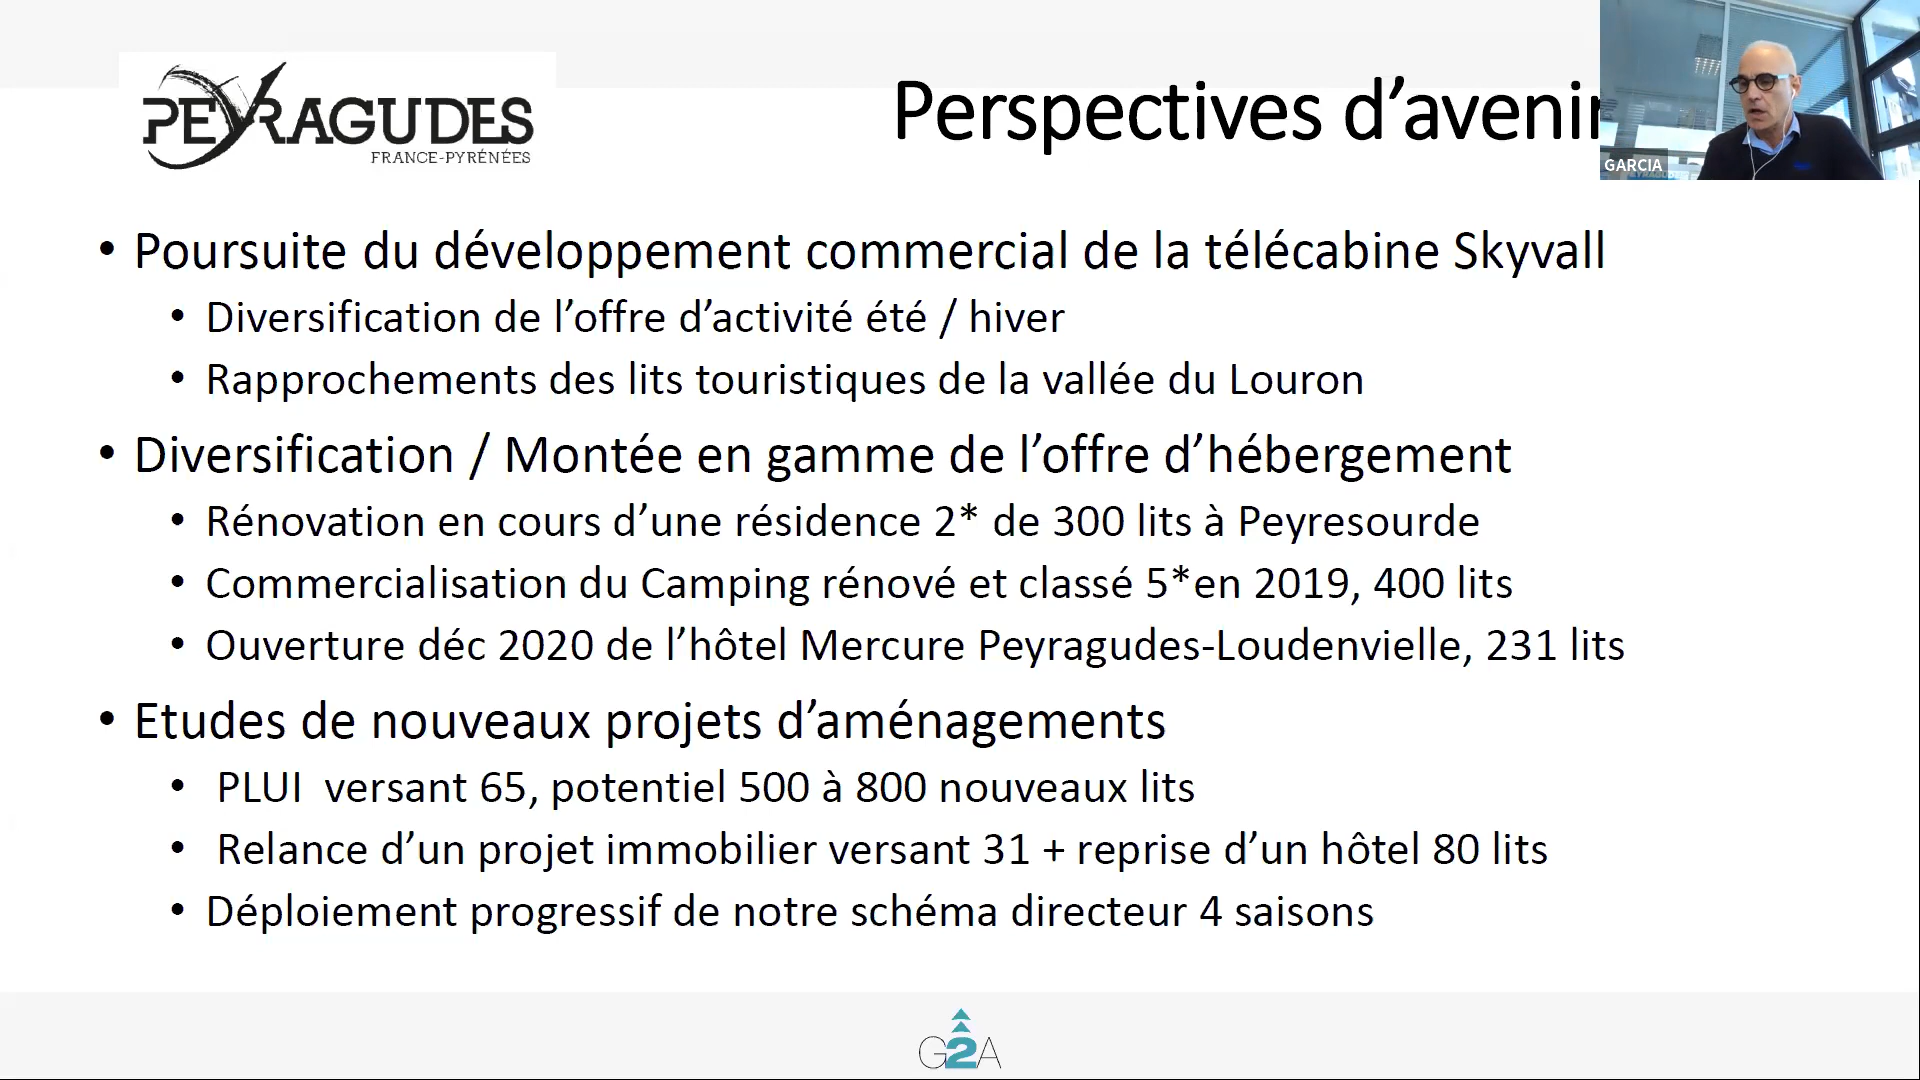 PEYRAGUDES
FRANCE-PYRÉNÉES
Perspectives d’avenir
GARCIA
• Poursuite du développement commercial de la télécabine Skyvall
• Diversification de l’offre d’activité été / hiver
• Rapprochements des lits touristiques de la vallée du Louron
• Diversification / Montée en gamme de l’offre d’hébergement
• Rénovation en cours d’une résidence 2* de 300 lits à Peyresourde
• Commercialisation du Camping rénové et classé 5*en 2019, 400 lits
• Ouverture déc 2020 de l’hôtel Mercure Peyragudes-Loudenvielle, 231 lits
• Etudes de nouveaux projets d’aménagements
• PLUI  versant 65, potentiel 500 à 800 nouveaux lits
• Relance d’un projet immobilier versant 31 + reprise d’un hôtel 80 lits
• Déploiement progressif de notre schéma directeur 4 saisons
G2A